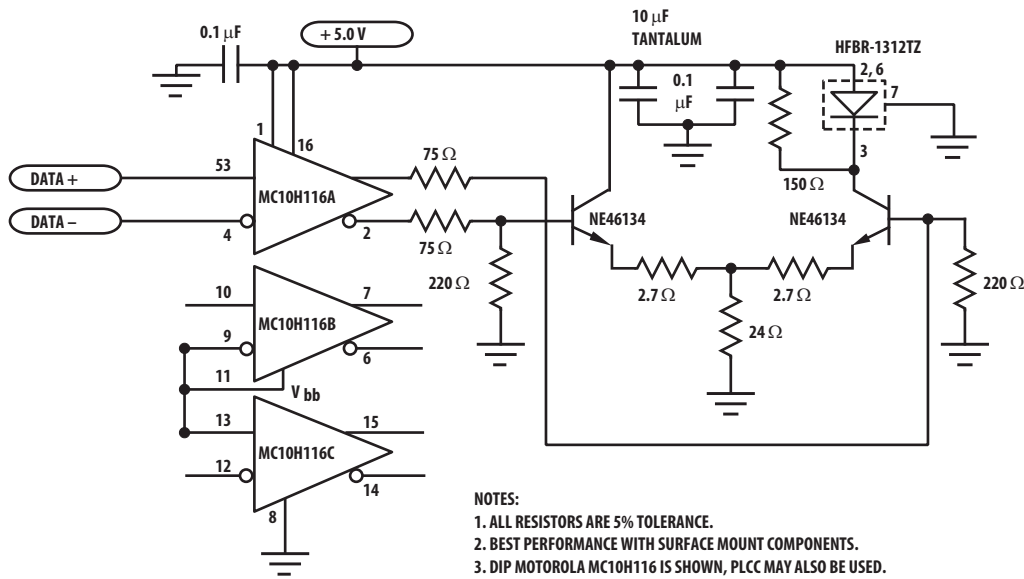 0.1 µF
+ 5.0 V
10 µF
TANTALUM
HFBR-1312TZ
2, 6
7
0.1
µF
1
16
3
53
75 Ω
150 Ω
DATA +
MC10H116A
NE46134
NE46134
DATA –
4
2
75 Ω
220 Ω
2.7 Ω
2.7 Ω
220 Ω
24 Ω
10
7
MC10H116B
9
6
11
V bb
13
15
MC10H116C
12
14
8
NOTES:
1. ALL RESISTORS ARE 5% TOLERANCE.
2. BEST PERFORMANCE WITH SURFACE MOUNT COMPONENTS.
3. DIP MOTOROLA MC10H116 IS SHOWN, PLCC MAY ALSO BE USED.